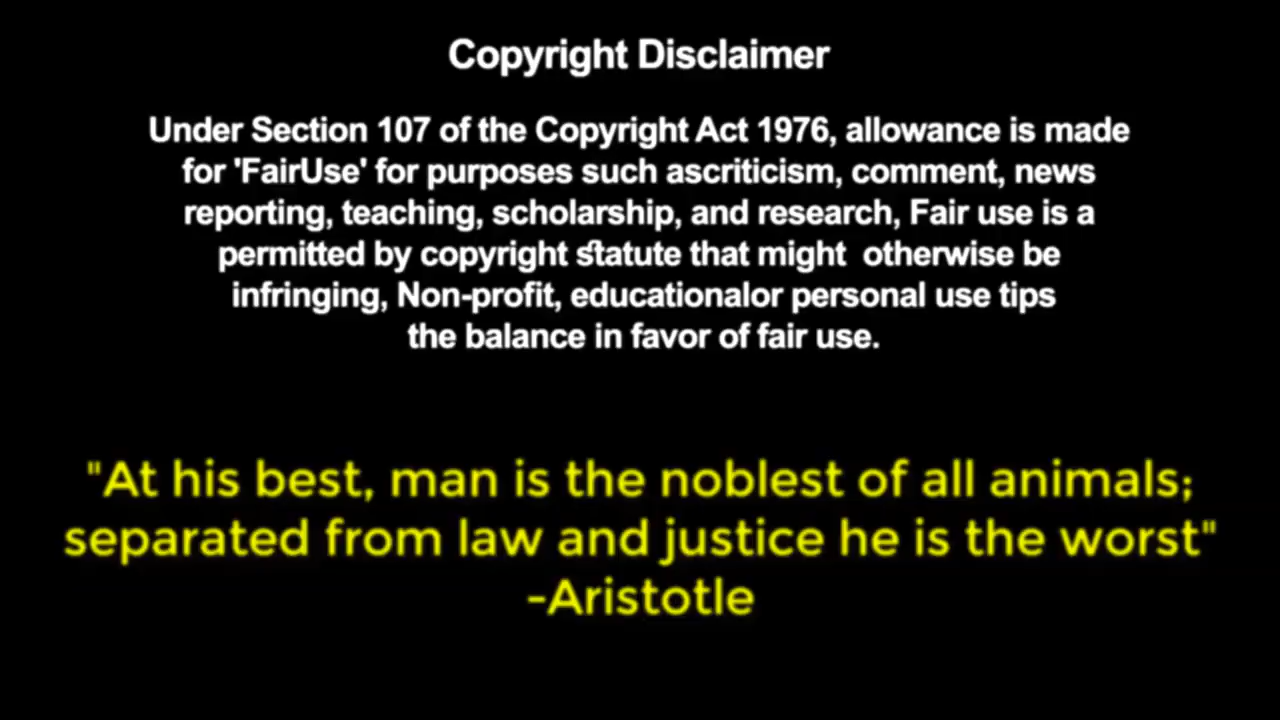 Copyright Disclaimer
Under Section 107 of the Copyright Act 1976, allowance is made
for 'FairUse' for purposes such ascriticism, comment, news
reporting, teaching, scholarship, and research, Fair use is a
permitted by copyright statute that might  otherwise be
infringing, Non-profit, educationalor personal use tips
the balance in favor of fair use.
"At his best, man is the noblest of all animals;
separated from law and justice he is the worst"
-Aristotle